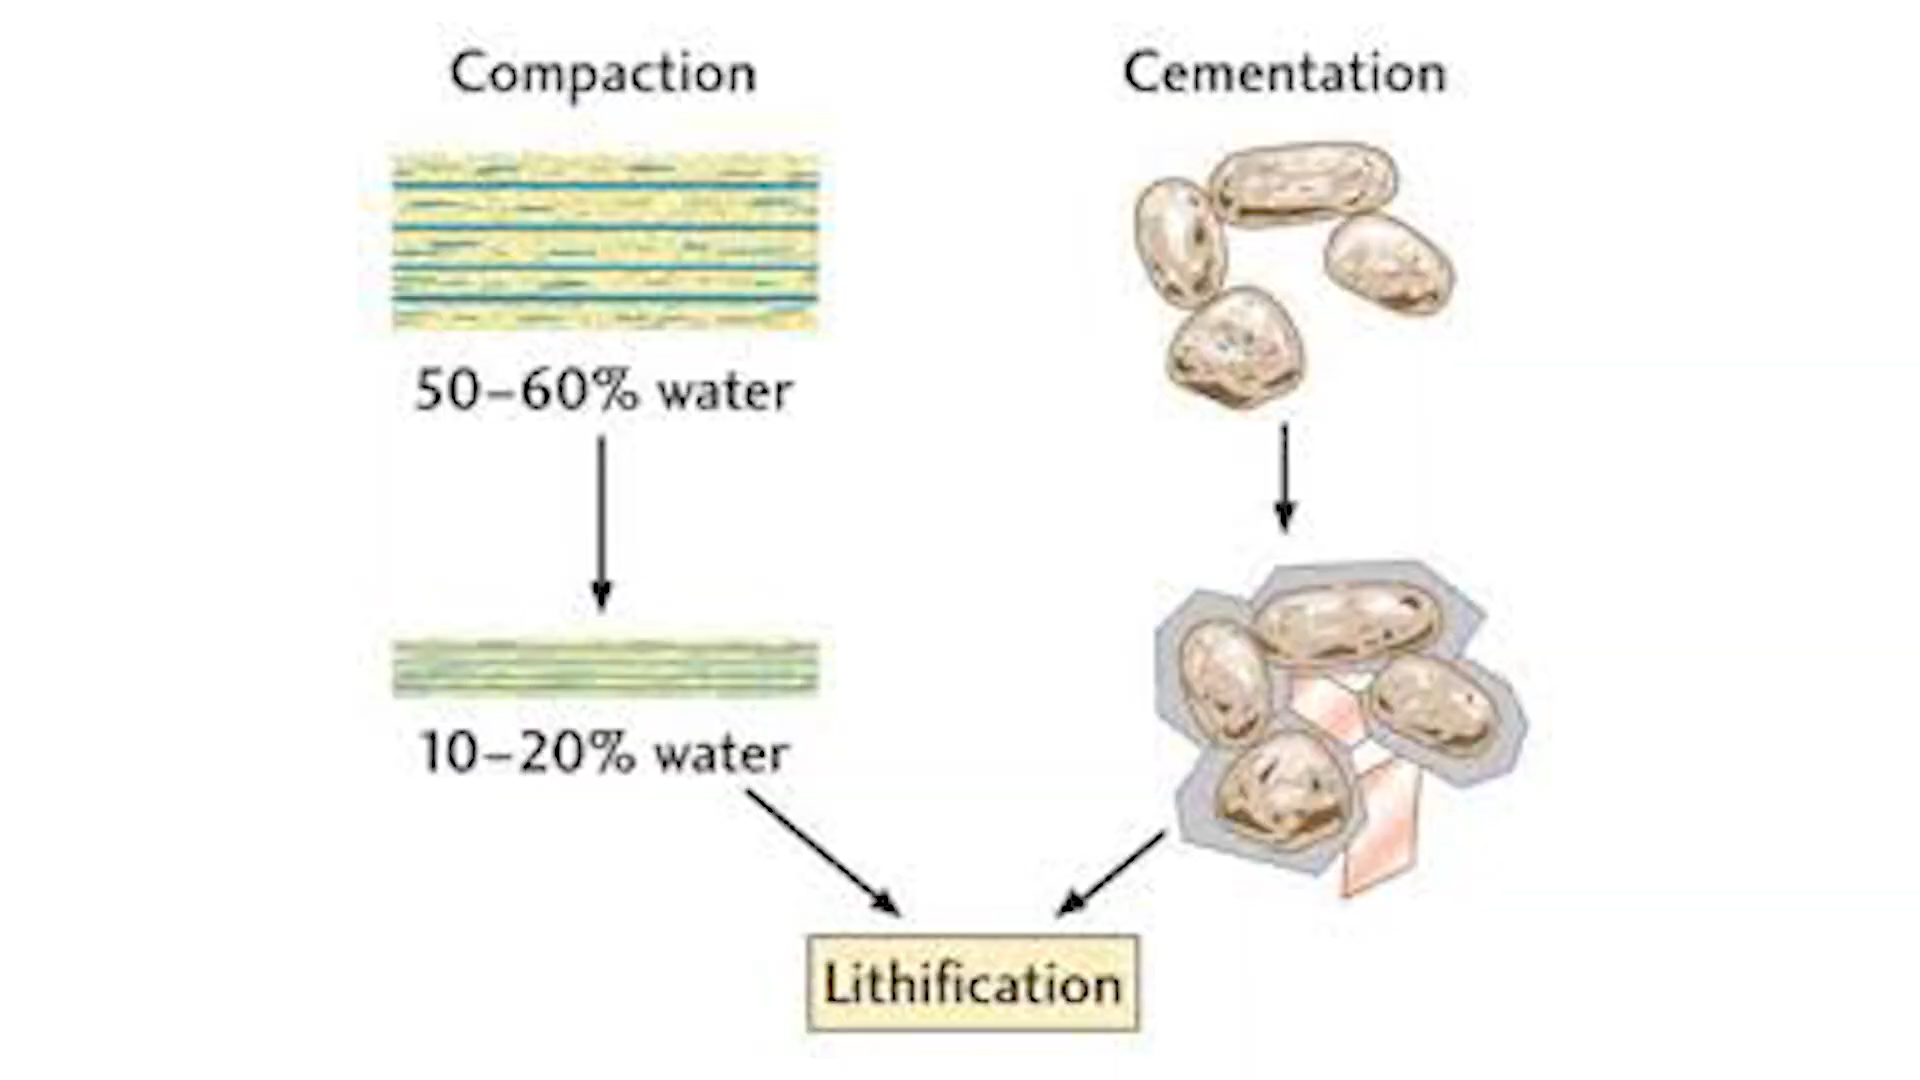 Compaction
Cementation
50–60% water
10–20% water
Lithification